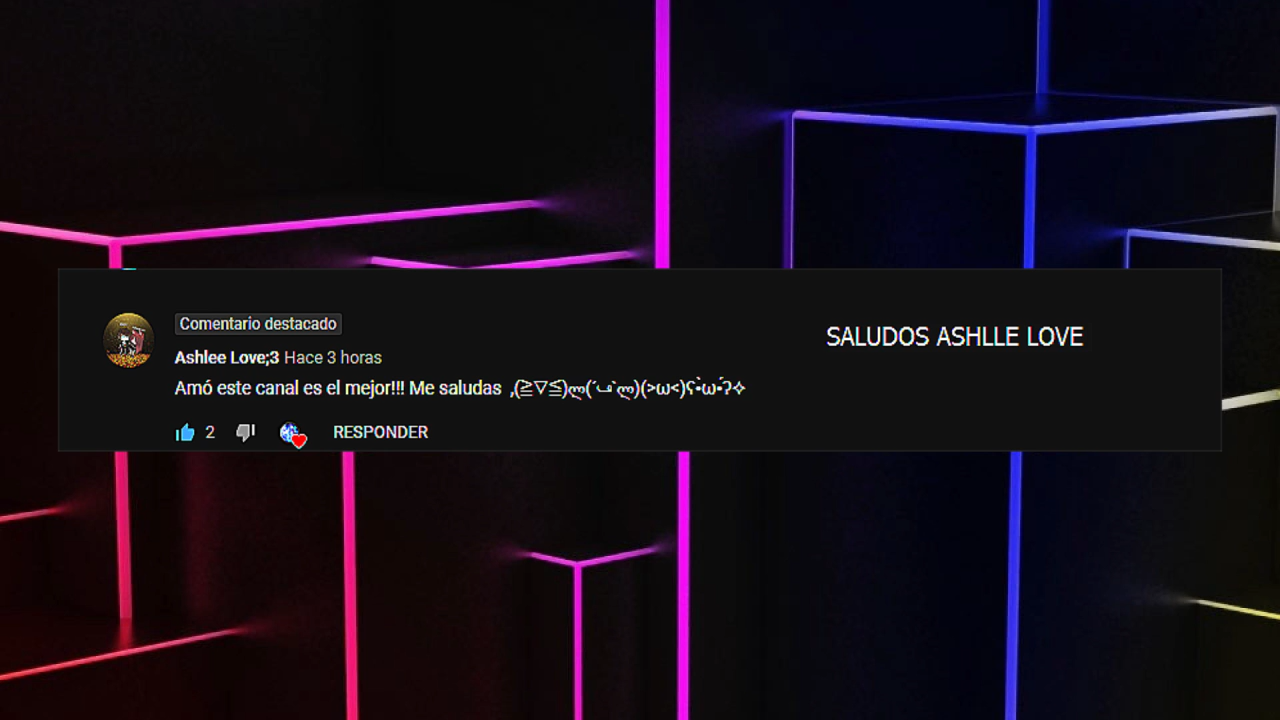 Comentario destacado
SALUDOS ASHLLE LOVE
Ashlee Love;3 Hace 3 horas
Amó este canal es el mejor!!! Me saludas ,(≧▽≦)ლ(´ڡ`ლ)(>ω<)ʕ•̀ω•́ʔ✧
2 RESPONDER